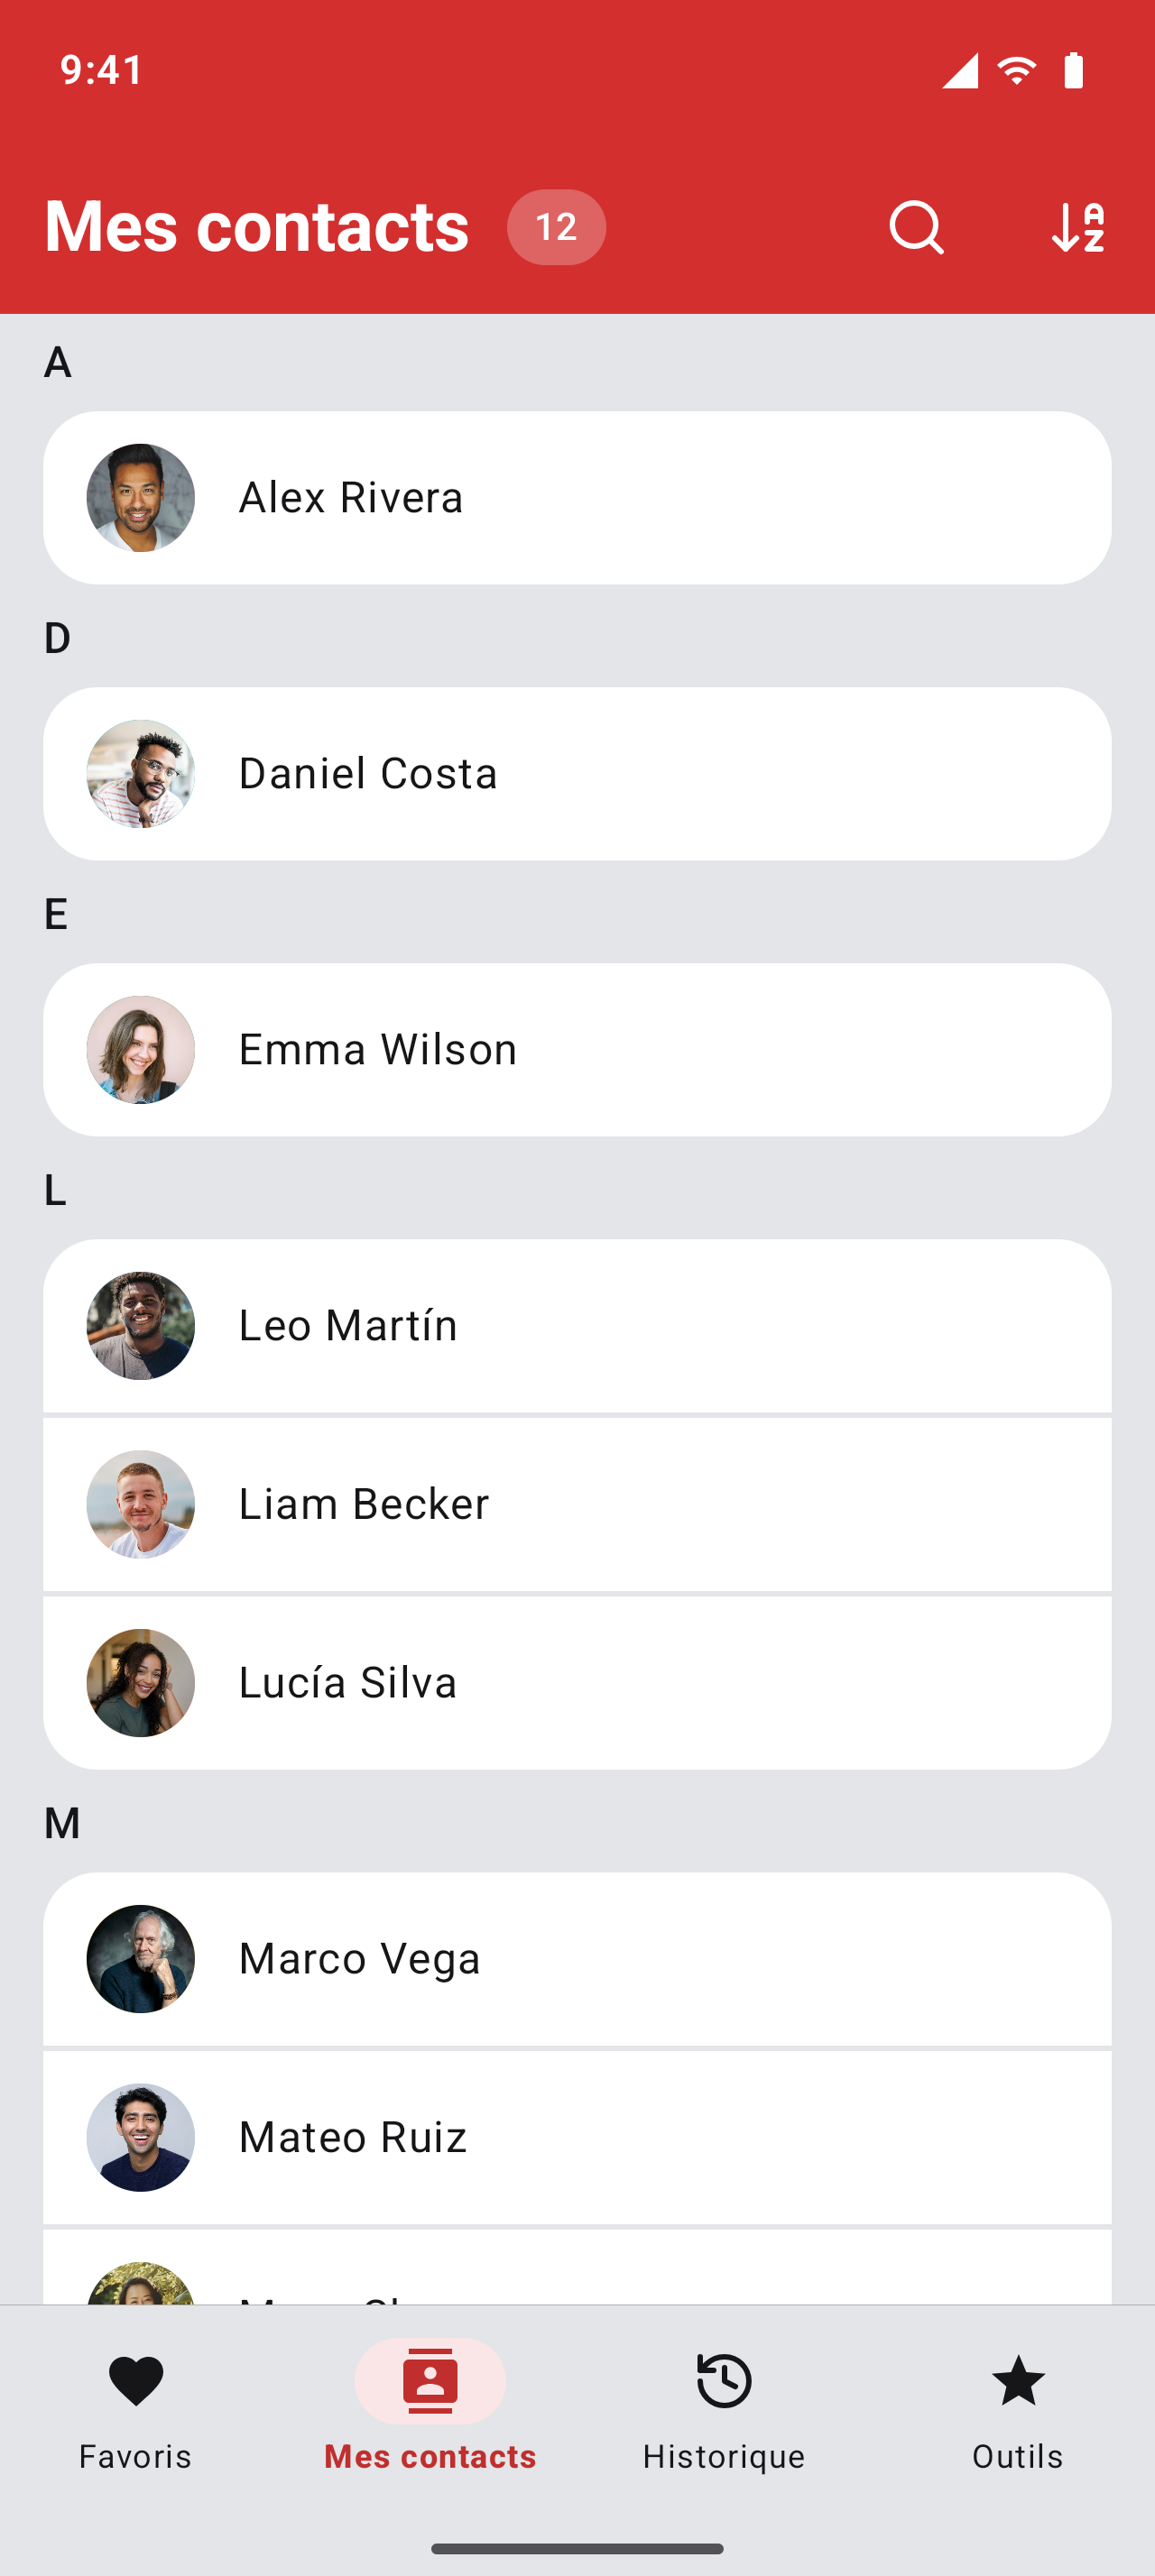 9:41
Mes contacts 12
A
Alex Rivera
D
Daniel Costa
E
Emma Wilson
L
Leo Martín
Liam Becker
Lucía Silva
M
Marco Vega
Mateo Ruiz
Favoris Mes contacts Historique Outils